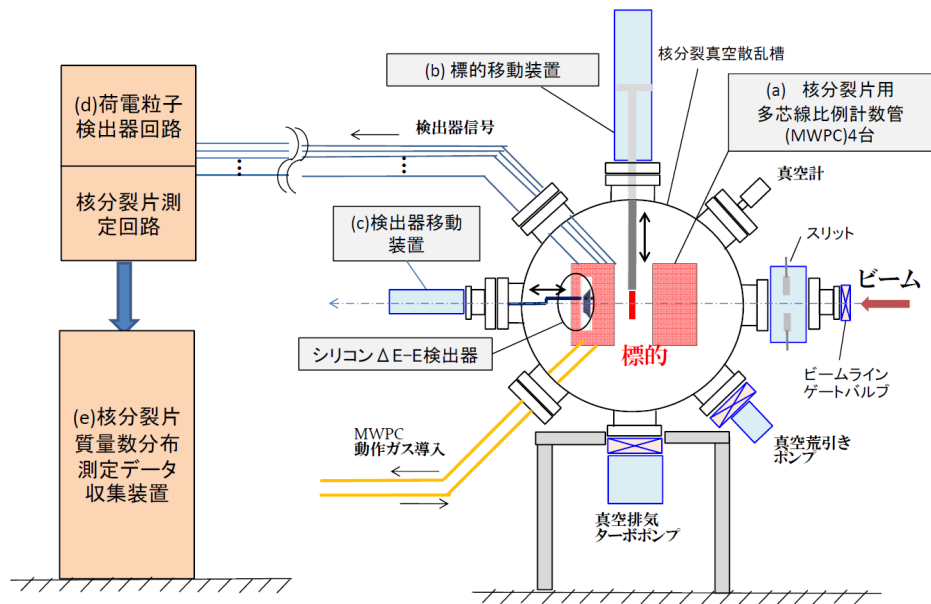 (d)荷電粒子
検出器回路
核分裂片測
定回路
(e)核分裂片
質量数分布
測定データ
収集装置
検出器信号
(b) 標的移動装置
核分裂真空散乱槽
(a) 核分裂片用
多芯線比例計数管
(MWPC)4台
真空計
(c)検出器移動
装置
スリット
ビーム
シリコンΔE-E検出器
標的
ビームライン
ゲートバルブ
MWPC
動作ガス導入
真空荒引き
ポンプ
真空排気
ターボポンプ